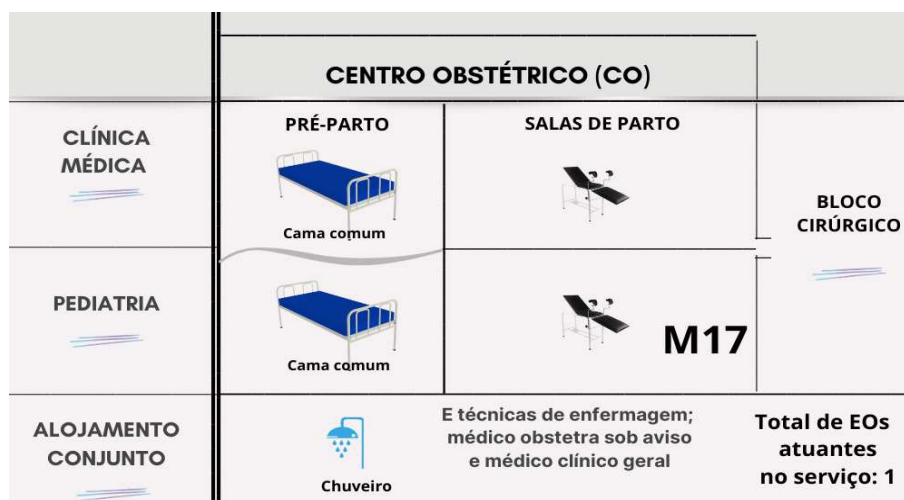 CENTRO OBSTÉTRICO (CO)
CLÍNICA
MÉDICA
PRÉ-PARTO
SALAS DE PARTO
Cama comum
BLOCO
CIRÚRGICO
PEDIATRIA
Cama comum
M17
ALOJAMENTO
CONJUNTO
Chuveiro
E técnicas de enfermagem;
médico obstetra sob aviso
e médico clínico geral
Total de EOs
atuantes
no serviço: 1